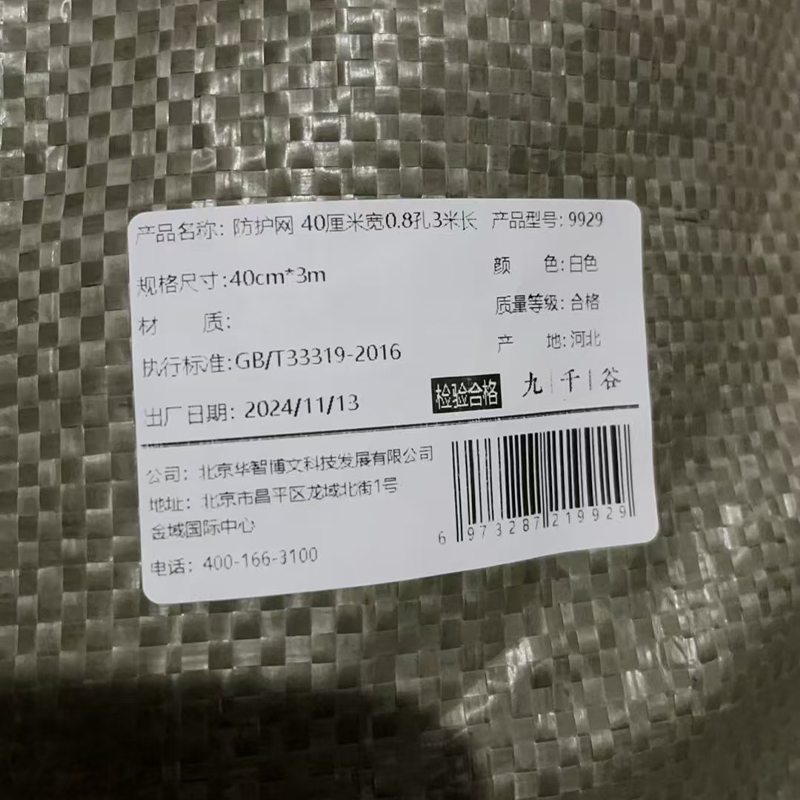 产品名称: 防护网 40厘米宽0.8孔3米长 产品型号: 9929
规格尺寸:40cm*3m
颜 色:白色
材 质:
质量等级: 合格
执行标准:GB/T33319-2016
产 地:河北
出厂日期: 2024/11/13
检验合格
九 千 谷
公司: 北京华智博文科技发展有限公司
地址: 北京市昌平区龙域北街1号
金域国际中心
电话: 400-166-3100
6 973287 219929